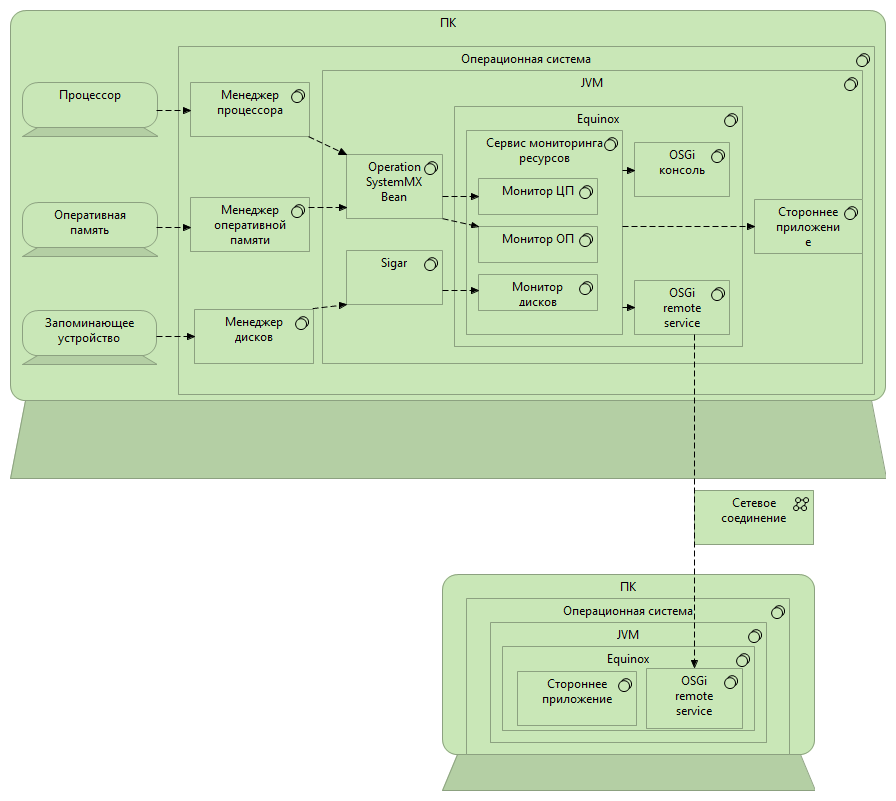 ПК
Операционная система
JVM
Процессор
Менеджер
процессора
Equinox
Сервис мониторинга
ресурсов
OSGi
консоль
Operation
SystemMX
Bean
Монитор ЦП
Оперативная
память
Менеджер
оперативной
памяти
Стороннее
приложени
е
Монитор ОП
Sigar
Монитор
дисков
OSGi
remote
service
Запоминающее
устройство
Менеджер
дисков
Сетевое
соединение
ПК
Операционная система
JVM
Equinox
Стороннее
приложение
OSGi
remote
service